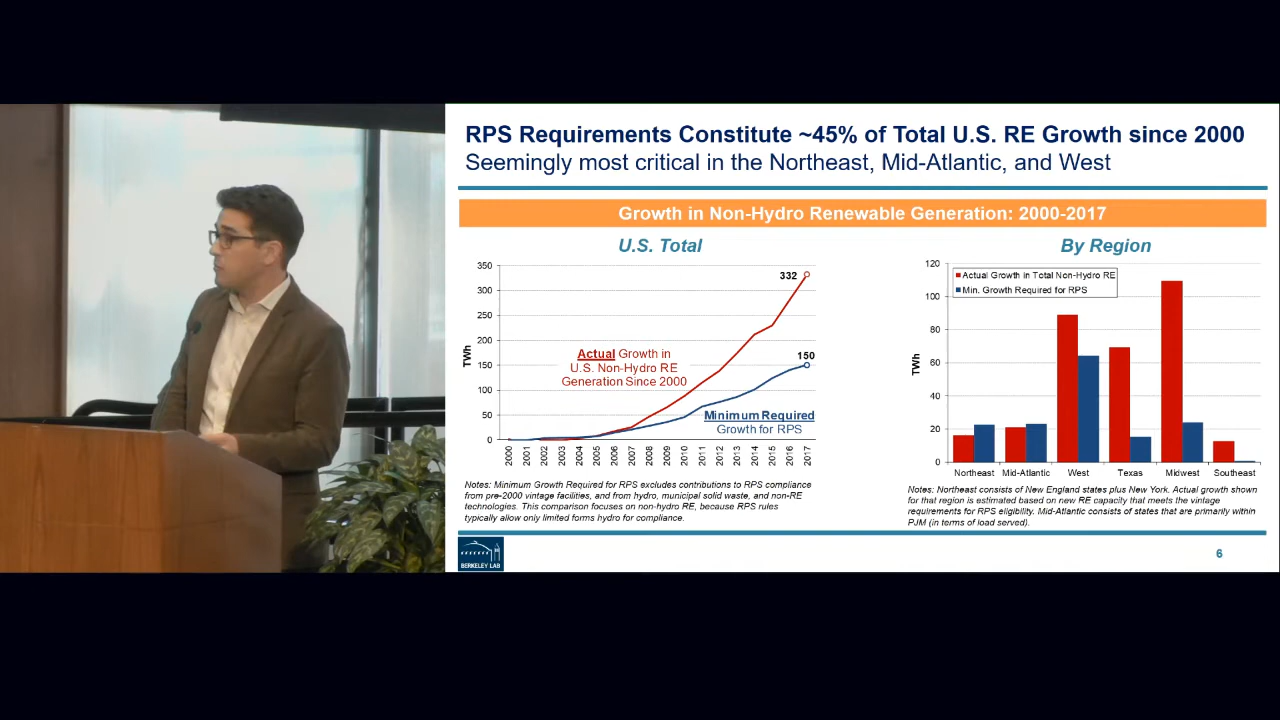 RPS Requirements Constitute ~45% of Total U.S. RE Growth since 2000
Seemingly most critical in the Northeast, Mid-Atlantic, and West
Growth in Non-Hydro Renewable Generation: 2000-2017
U.S. Total
350
300
250
200
150
100
50
0
TWh
332
150
Actual Growth in
U.S. Non-Hydro RE
Generation Since 2000
Minimum Required
Growth for RPS
2000 2001 2002 2003 2004 2005 2006 2007 2008 2009 2010 2011 2012 2013 2014 2015 2016 2017
Notes: Minimum Growth Required for RPS excludes contributions to RPS compliance
from pre-2000 vintage facilities, and from hydro, municipal solid waste, and non-RE
technologies. This comparison focuses on non-hydro RE, because RPS rules
typically allow only limited forms hydro for compliance.
By Region
120
100
80
60
40
20
0
TWh
Actual Growth in Total Non-Hydro RE
Min. Growth Required for RPS
Northeast Mid-Atlantic West Texas Midwest Southeast
Notes: Northeast consists of New England states plus New York. Actual growth shown
for that region is estimated based on new RE capacity that meets the vintage
requirements for RPS eligibility. Mid-Atlantic consists of states that are primarily within
PJM (in terms of load served).
BERKELEY LAB
6